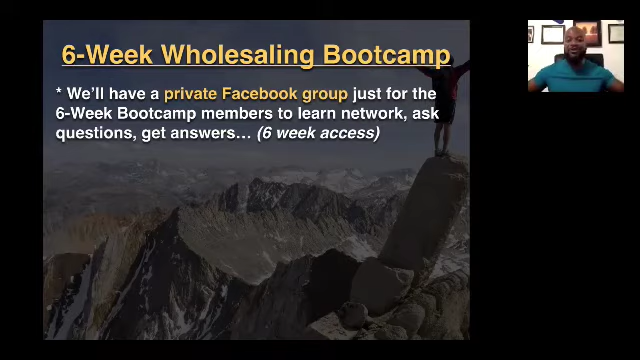 6-Week Wholesaling Bootcamp
* We'll have a private Facebook group just for the
6-Week Bootcamp members to learn network, ask
questions, get answers... (6 week access)